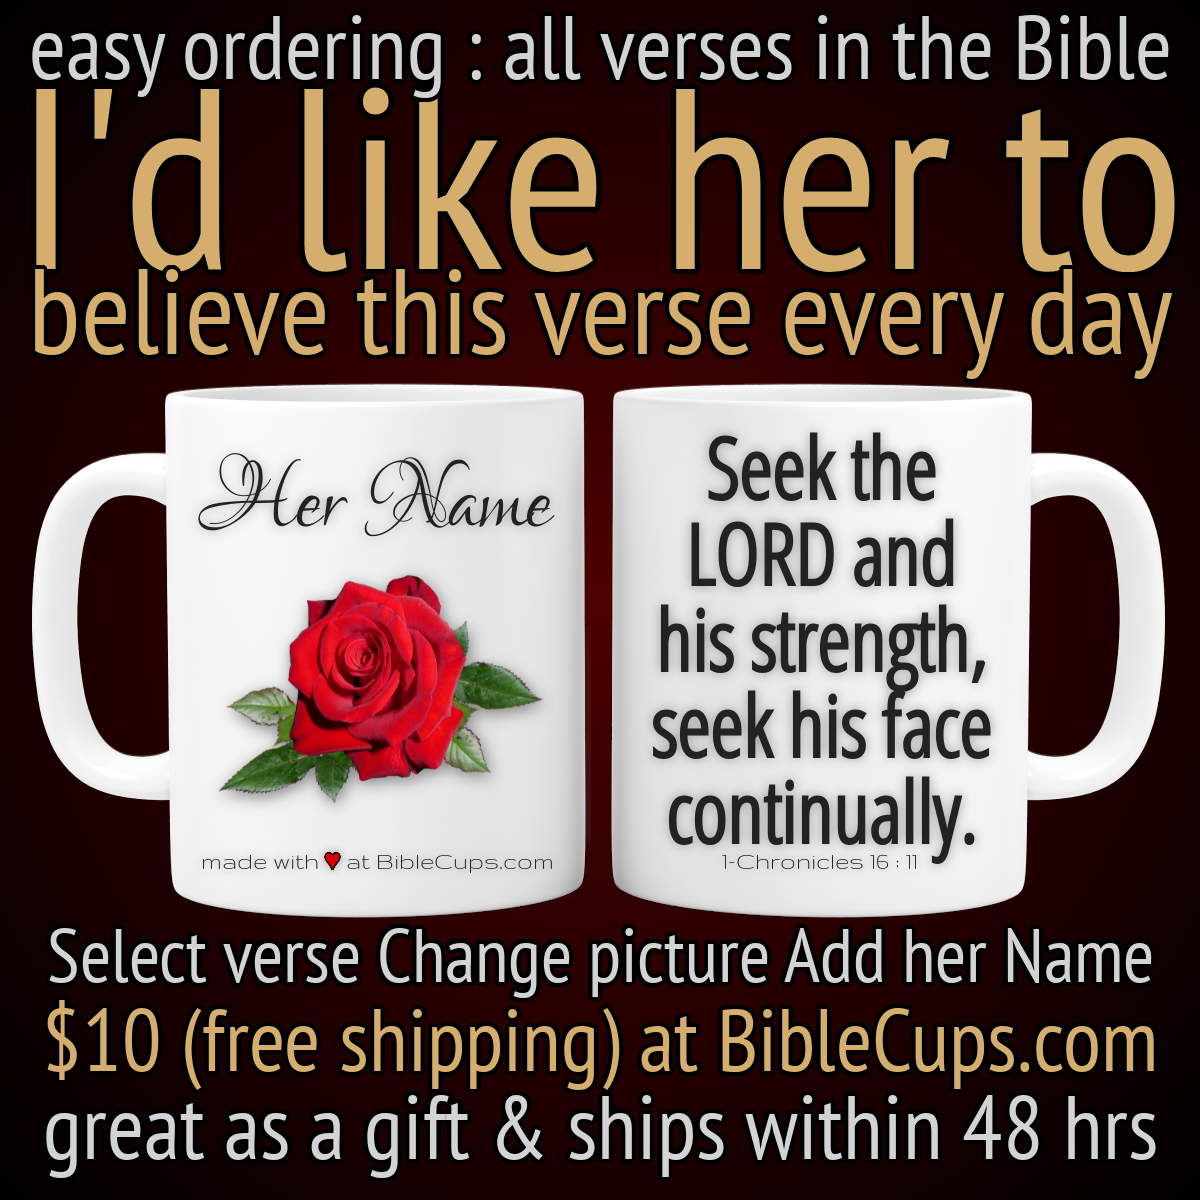 easy ordering : all verses in the Bible
I'd like her to
believe this verse every day
Her Name
made with at BibleCups.com
Seek the
LORD and
his strength,
seek his face
continually.
1-Chronicles 16 : 11
Select verse Change picture Add her Name
$10 (free shipping) at BibleCups.com
great as a gift & ships within 48 hrs